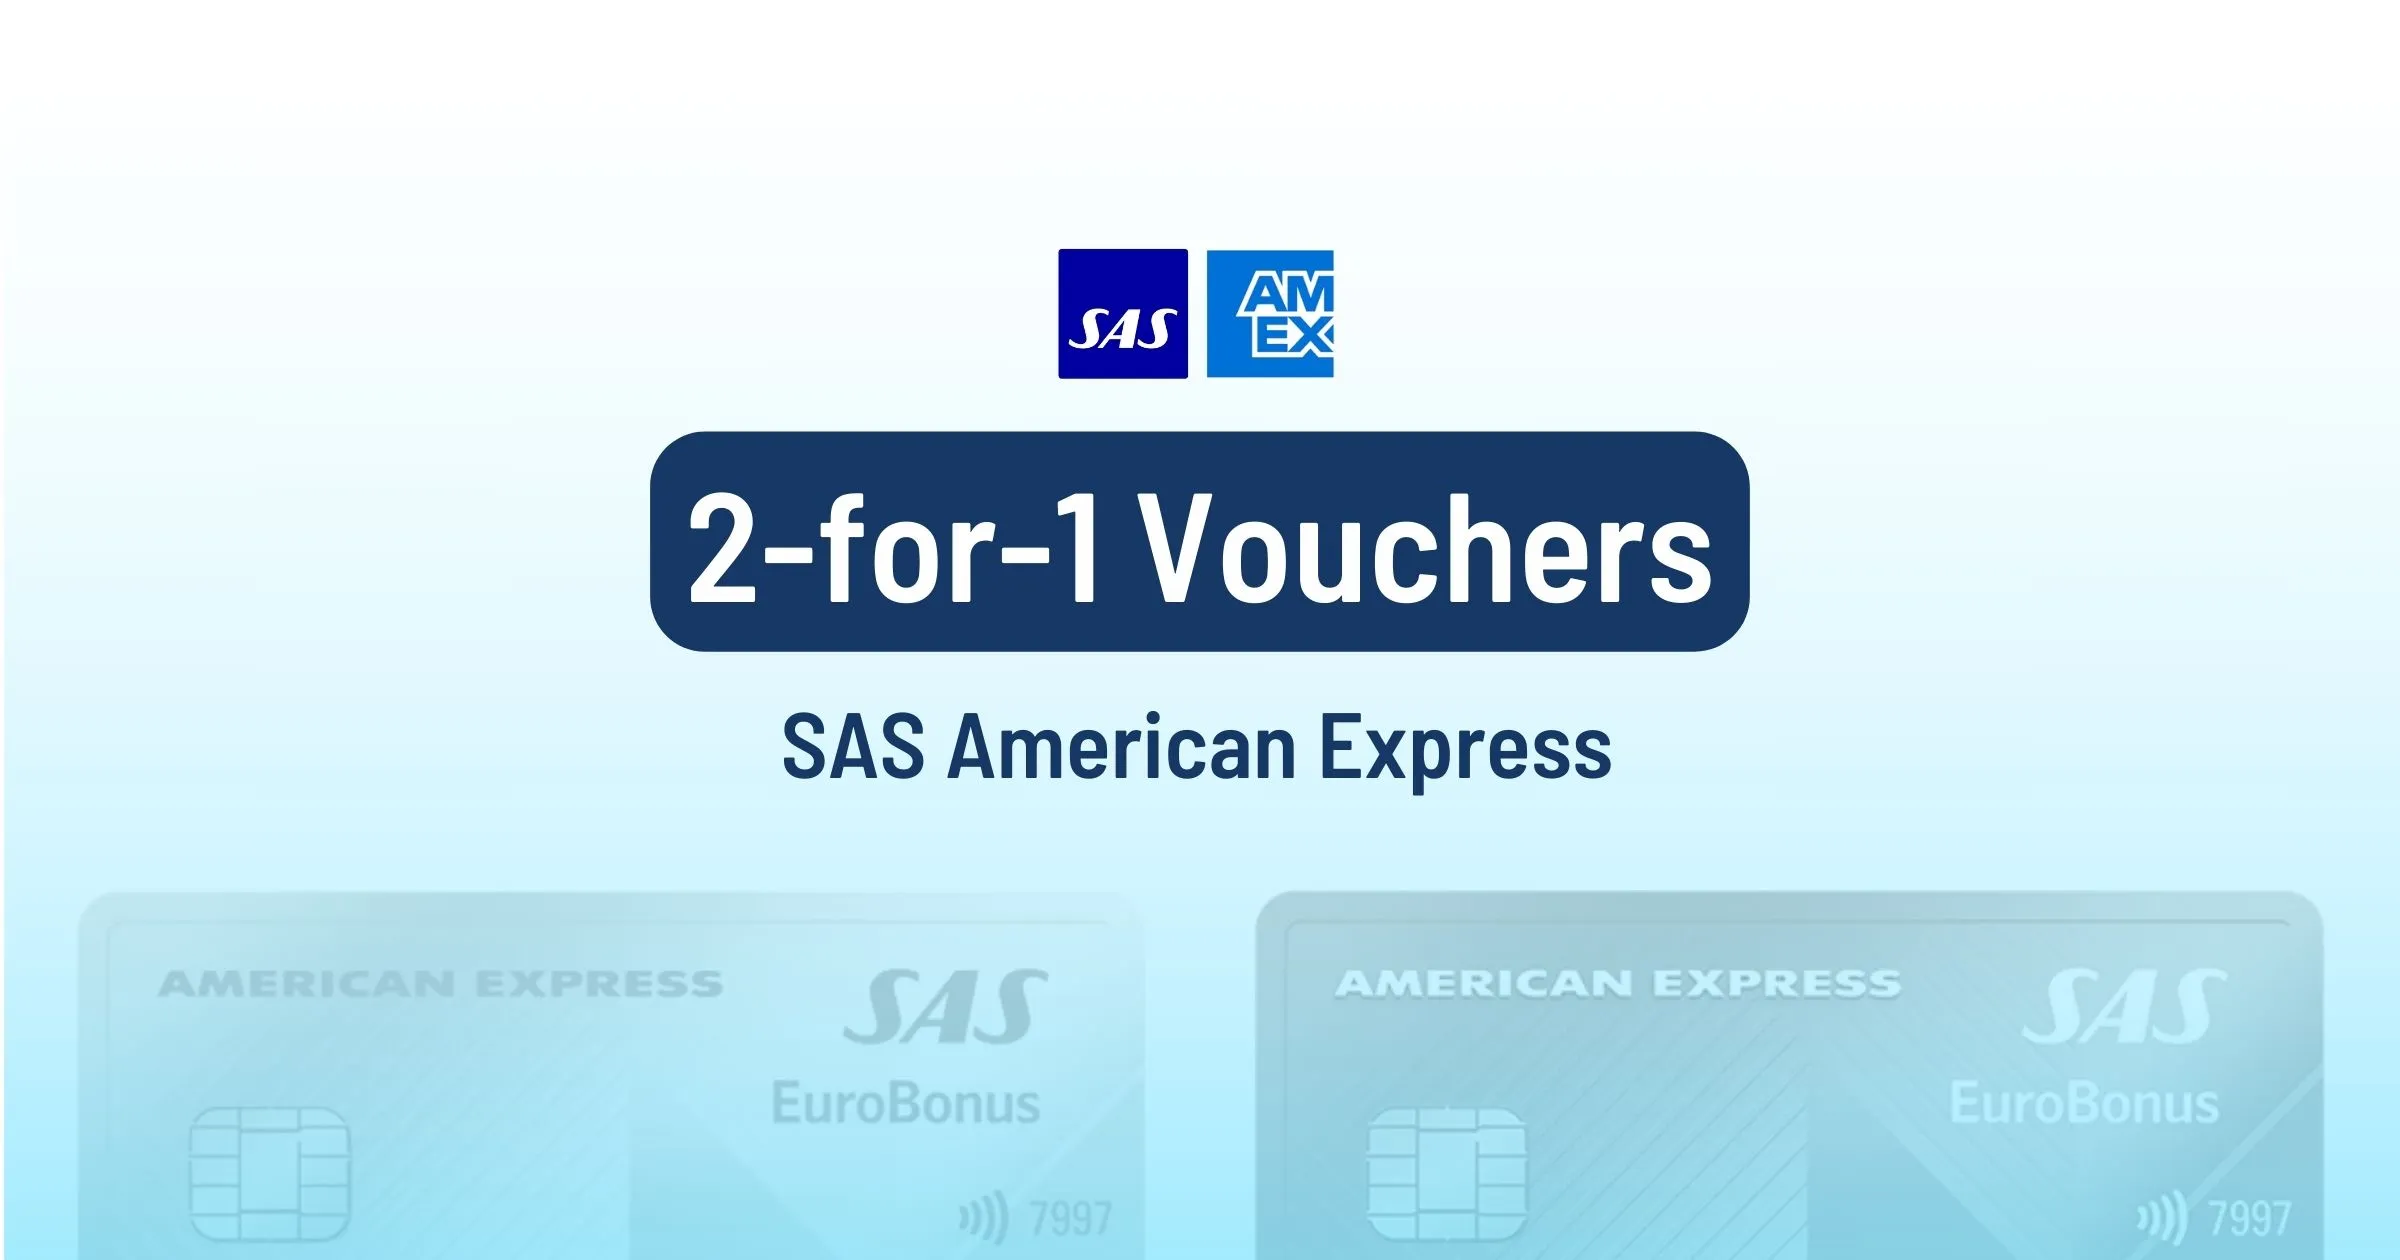 SAS
AM
EX
2-for-1 Vouchers
SAS American Express
AMERICAN EXPRESS
SAS
EuroBonus
7997
AMERICAN EXPRESS
SAS
EuroBonus
7997